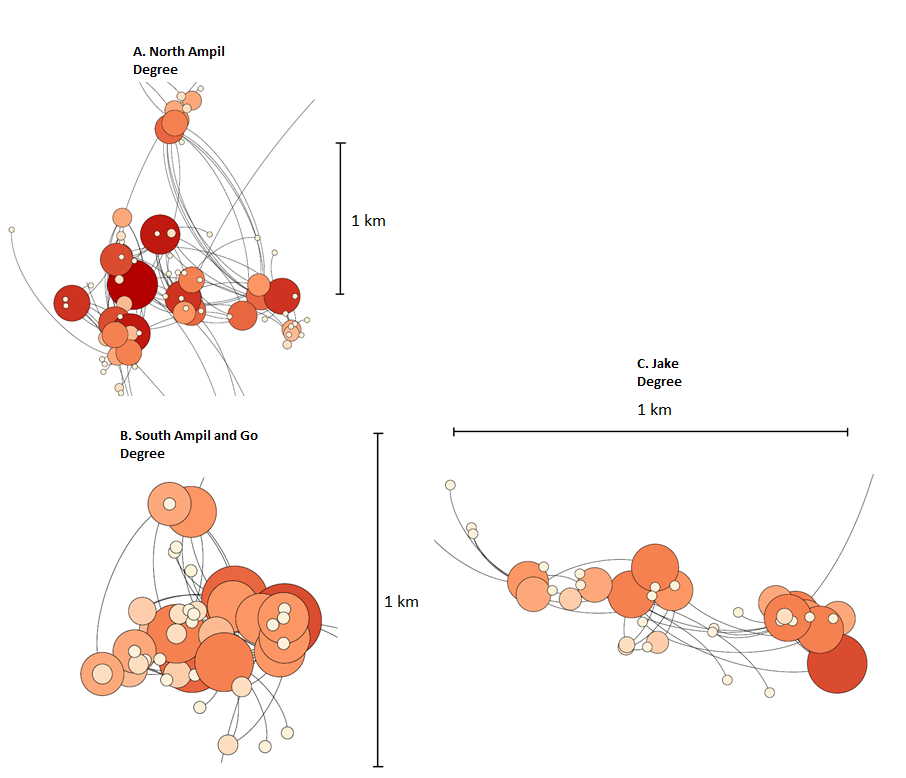 A. North Ampil
Degree
1 km
C. Jake
Degree
1 km
B. South Ampil and Go
Degree
1 km